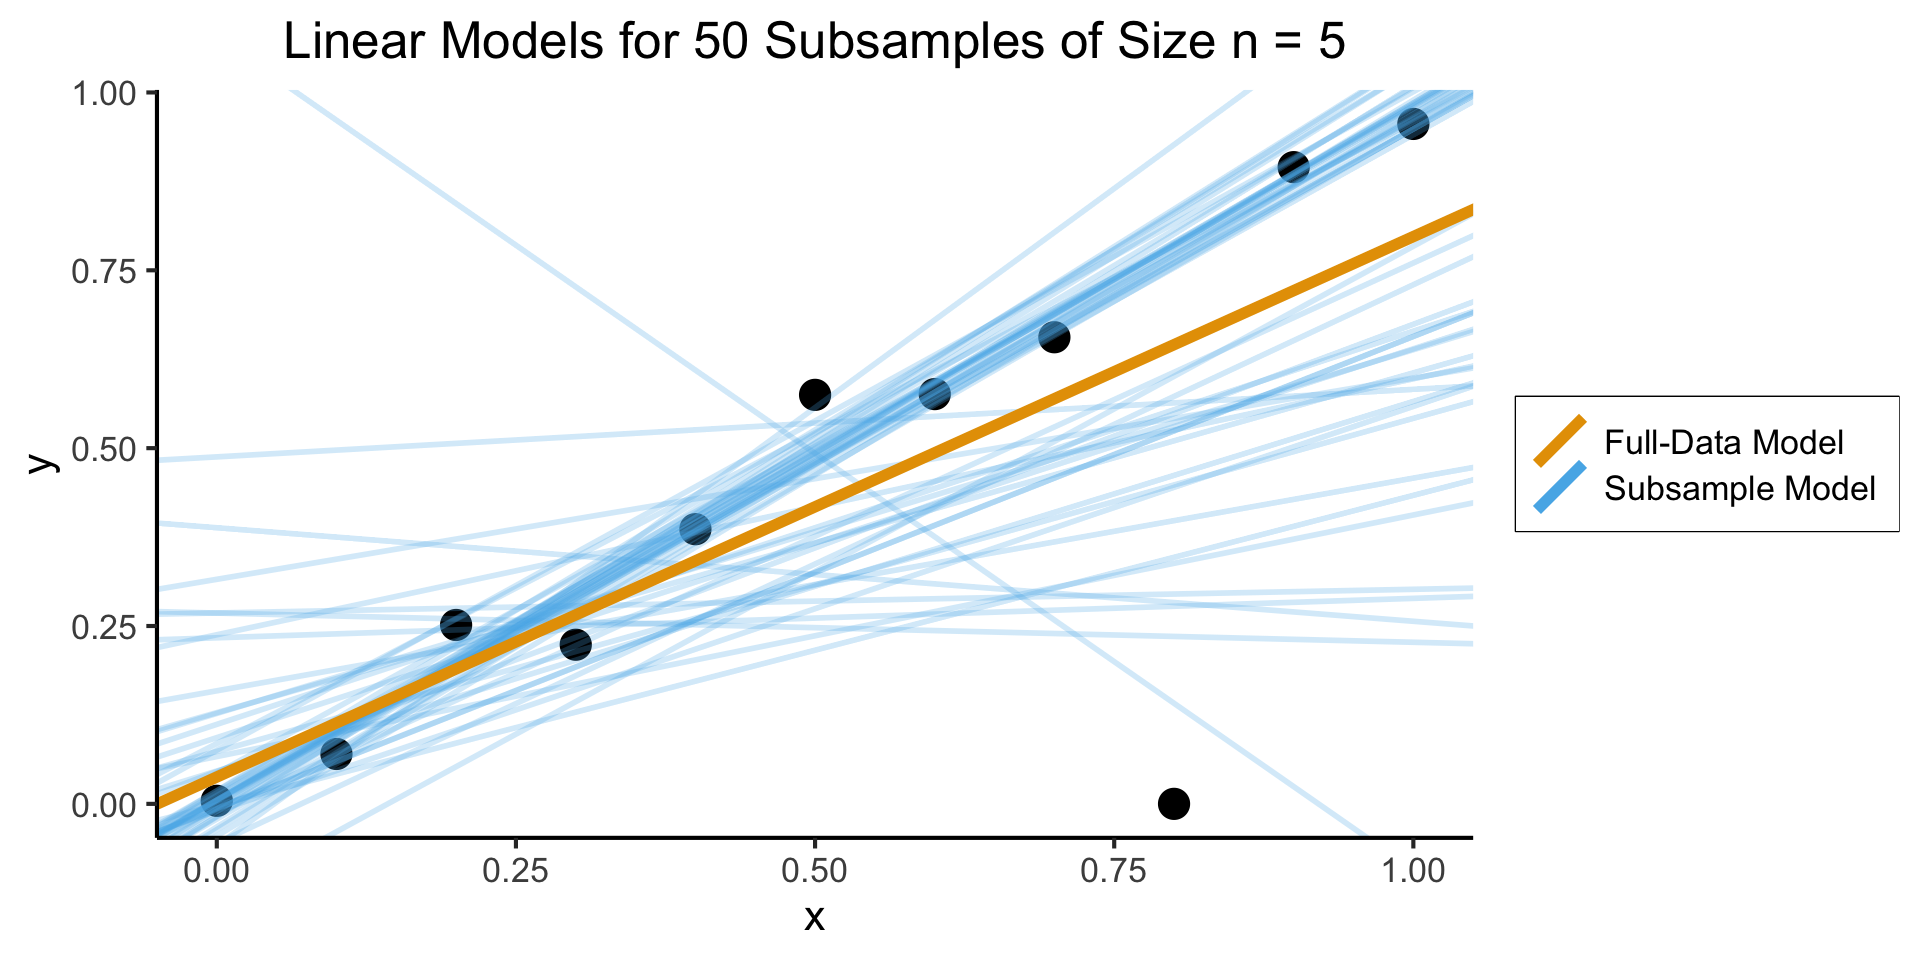 Linear Models for 50 Subsamples of Size n = 5
1.00
0.75
0.50
0.25
0.00
y
0.00 0.25 0.50 0.75 1.00
x
Full-Data Model
Subsample Model